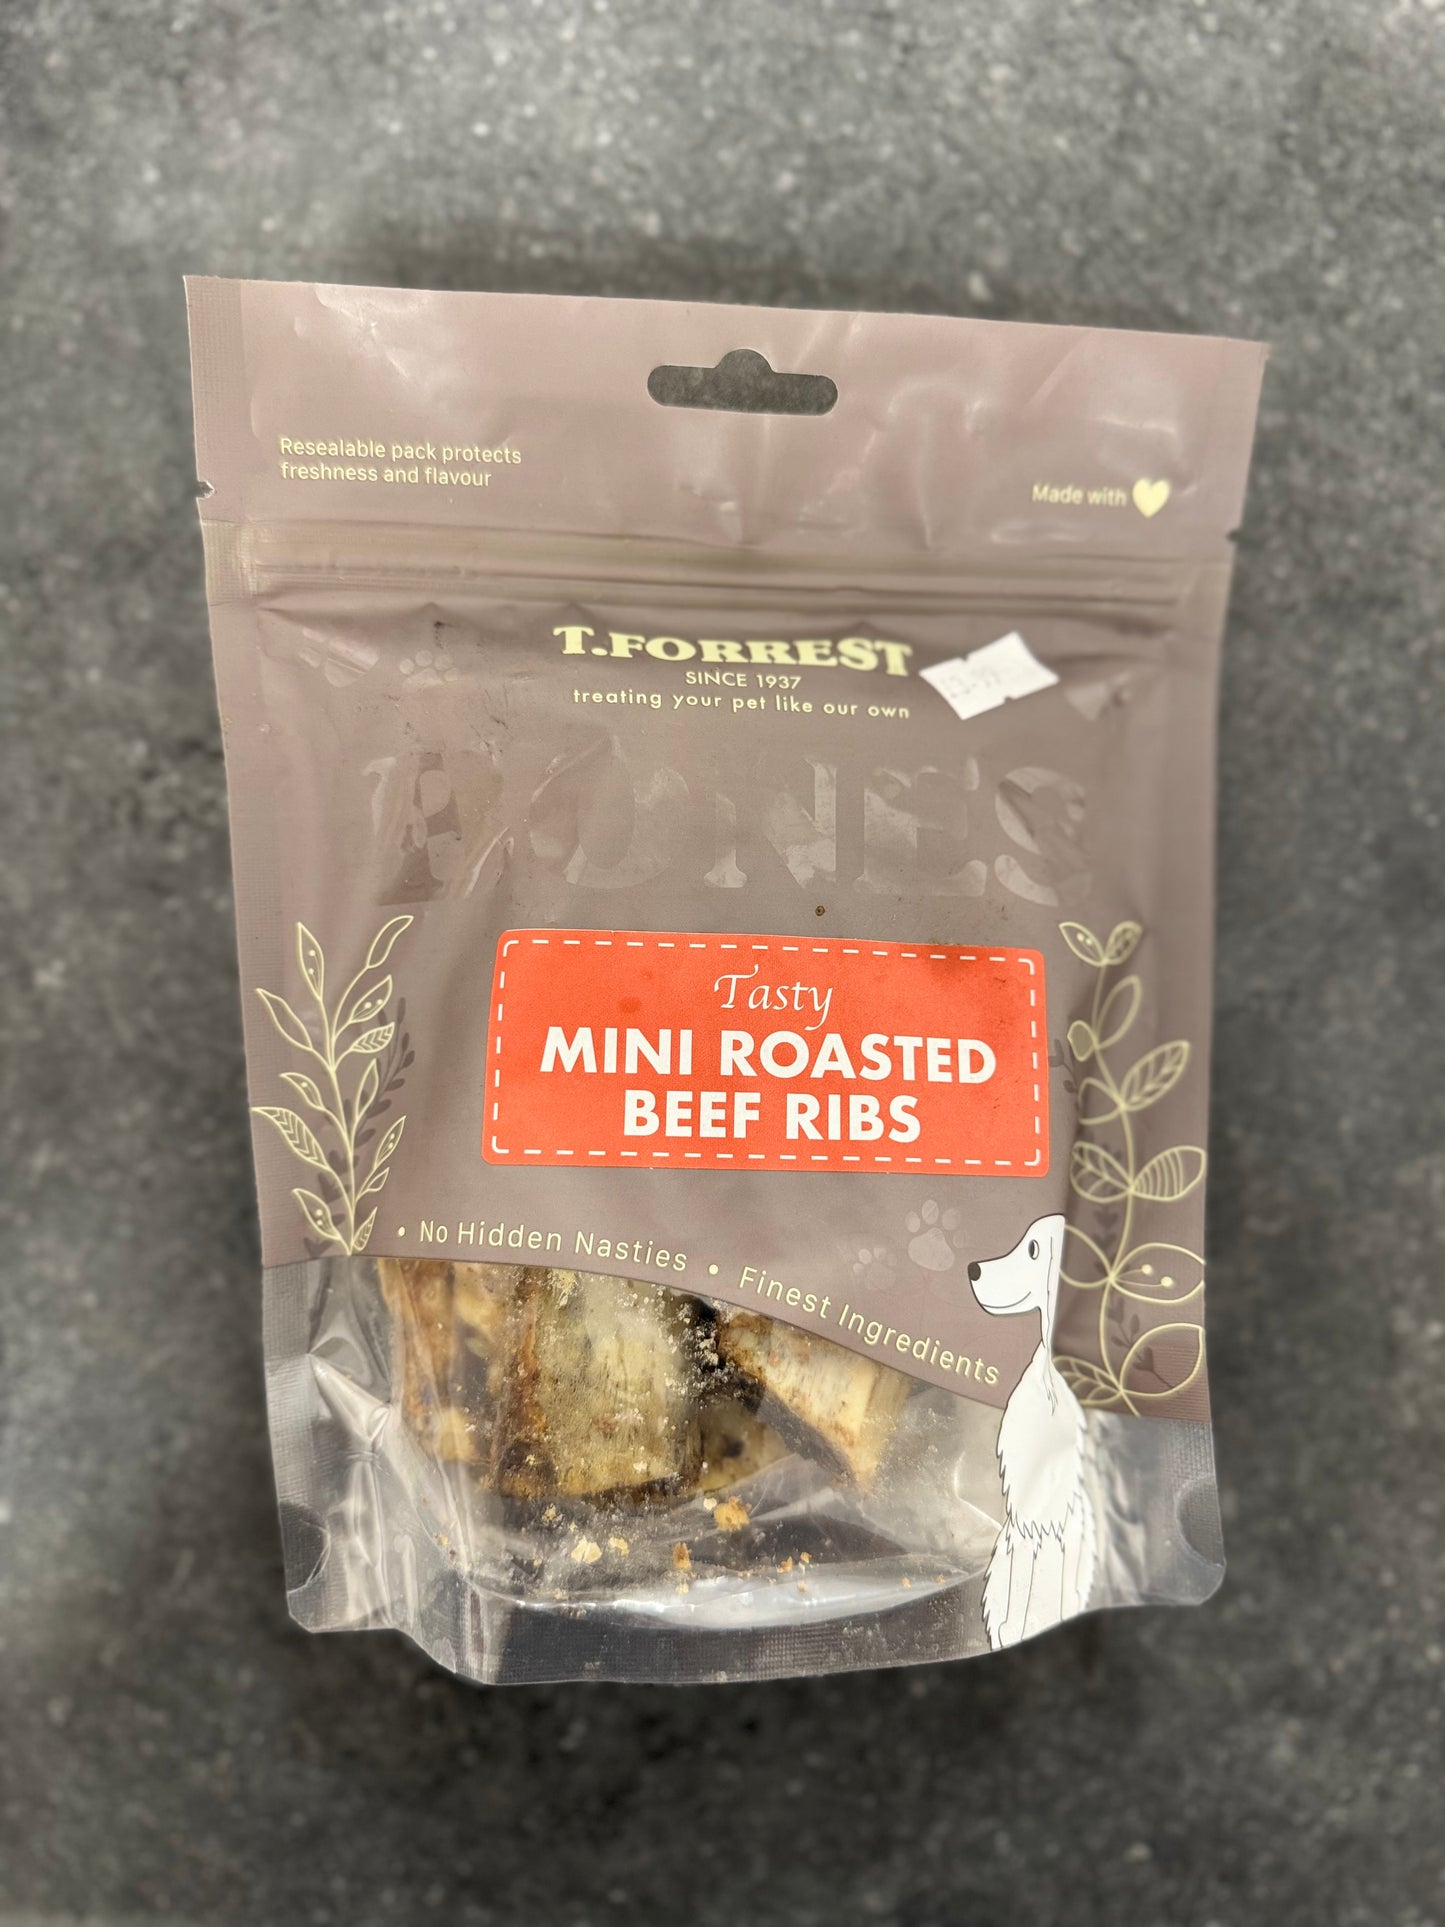 Resealable pack protects
freshness and flavour
Made with
T.FORREST
SINCE 1937
treating your pet like our own
BONES
Tasty
MINI ROASTED
BEEF RIBS
• No Hidden Nasties • Finest Ingredients